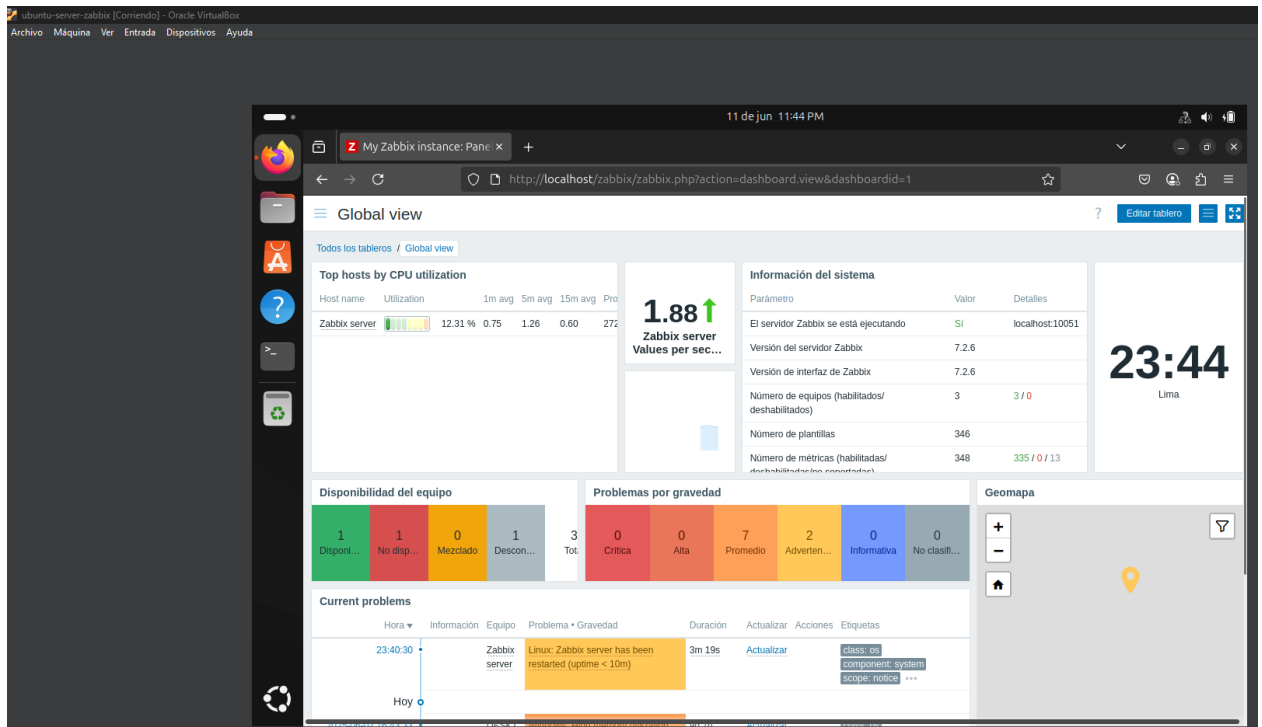 ubuntu-server-zabbix [Corriendo] - Oracle VirtualBox
Archivo Máquina Ver Entrada Dispositivos Ayuda
11 de jun 11:44 PM
Z My Zabbix instance: Pane
http://localhost/zabbix/zabbix.php?action=dashboard.view&dashboardid=1
Global view
? Editar tablero
Todos los tableros / Global view
Top hosts by CPU utilization
Host name Utilization 1m avg 5m avg 15m avg Pro
Zabbix server 12.31 % 0.75 1.26 0.60 272
1.88
Zabbix server
Values per sec...
Información del sistema
Parámetro Valor Detalles
El servidor Zabbix se está ejecutando Sí localhost:10051
Versión del servidor Zabbix 7.2.6
Versión de interfaz de Zabbix 7.2.6
Número de equipos (habilitados/ 3 3 / 0
deshabilitados)
Número de plantillas 346
Número de métricas (habilitadas/ 348 335 / 0 / 13
deshabilitadas/no soportadas)
23:44
Lima
Disponibilidad del equipo
1 1 0 1 3
Disponi... No disp... Mezclado Descon... Tot
Problemas por gravedad
0 0 7 2 0 0
Crítica Alta Promedio Adverten... Informativa No clasifi...
Geomapa
+
−
Current problems
Hora Información Equipo Problema • Gravedad Duración Actualizar Acciones Etiquetas
23:40:30 Zabbix server Linux: Zabbix server has been restarted (uptime < 10m) 3m 19s Actualizar class: os
component: system
scope: notice •••
Hoy